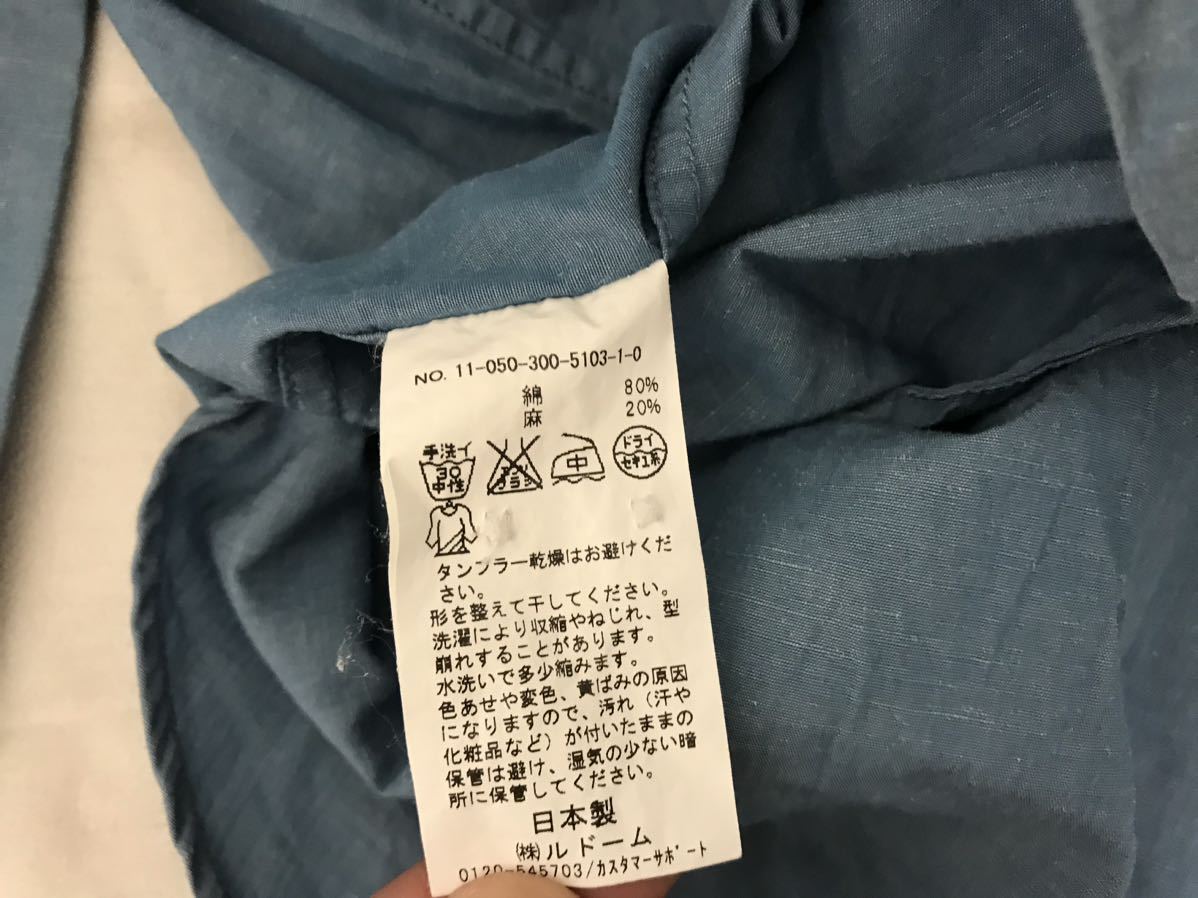 NO. 11-050-300-5103-1-0
綿 80%
麻 20%
手洗イ
30
中性
中
ドライ
セキユ系
タンブラー乾燥はお避けくだ
さい。
形を整えて干してください。
洗濯により収縮やねじれ、型
崩れすることがあります。
水洗いで多少縮みます。
色あせや変色、黄ばみの原因
になりますので、汚れ（汗や
化粧品など）が付いたままの
保管は避け、湿気の少ない暗
所に保管してください。
日本製
㈱ルドーム
0120-545703/カスタマーサポート